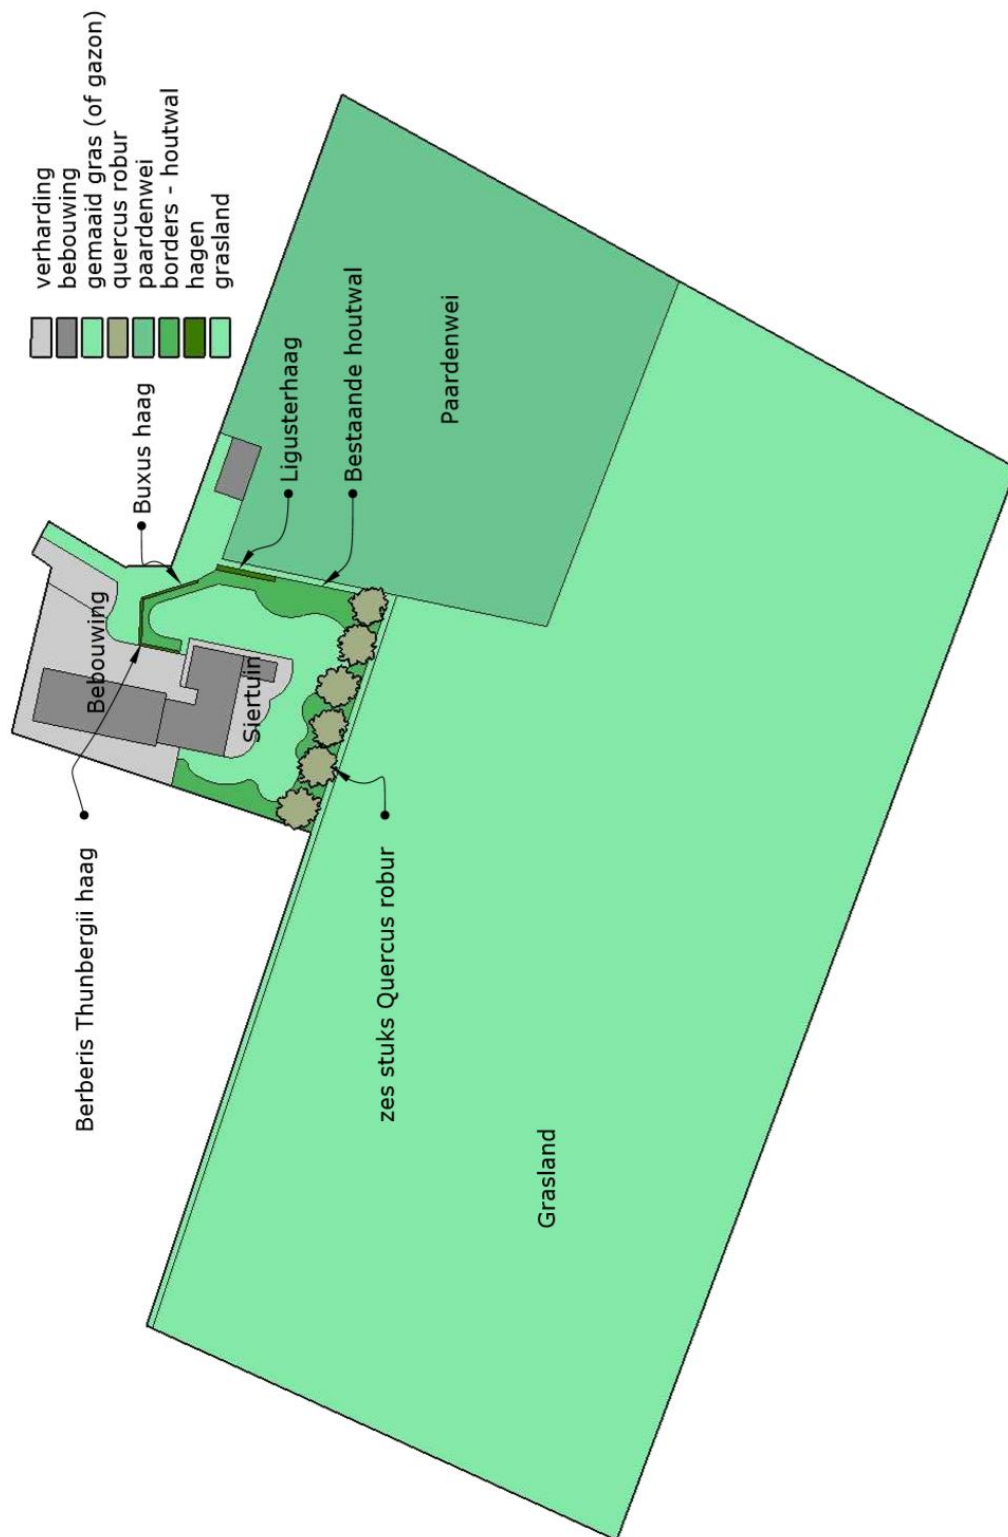 verharding
bebouwing
gemaaid gras (of gazon)
quercus robur
paardenwei
borders - houtwal
hagen
grasland
Buxus haag
Ligusterhaag
Bestaande houtwal
Paardenwei
Bebouwing
Siertuin
Berberis Thunbergii haag
zes stuks Quercus robur
Grasland